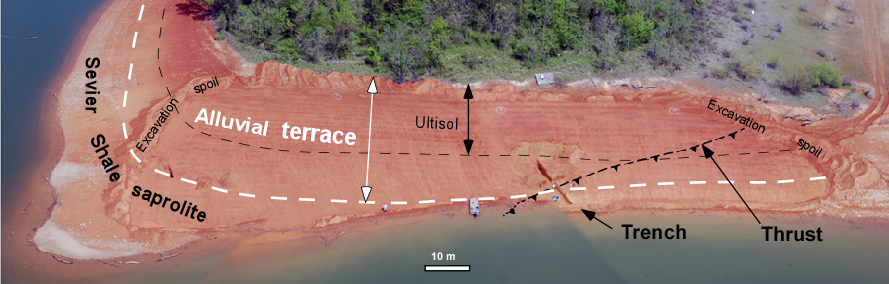 Sevier
Shale
saprolite
Excavation
spoil
Alluvial terrace
Ultisol
Excavation
spoil
Trench
Thrust
10 m